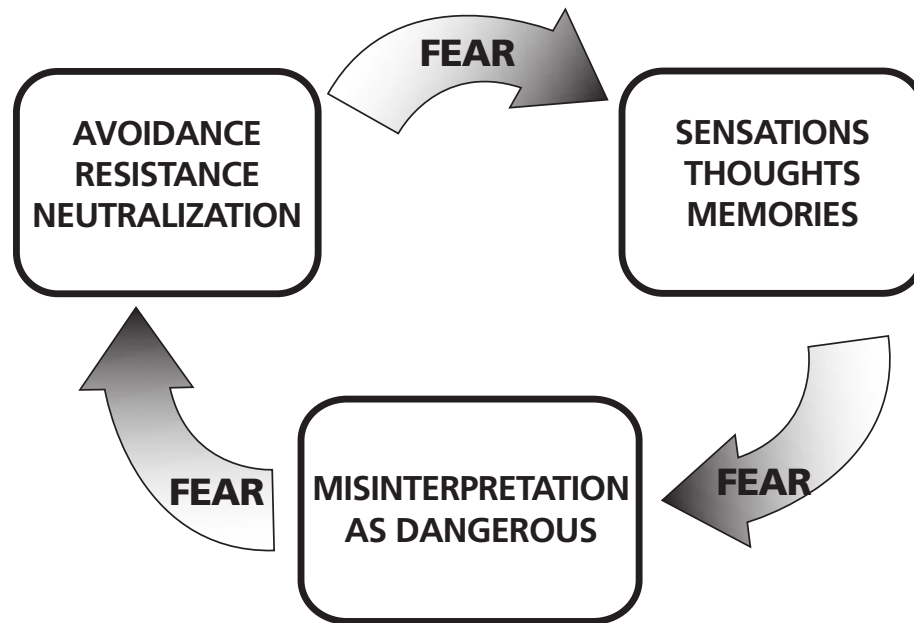 FEAR
AVOIDANCE
RESISTANCE
NEUTRALIZATION
SENSATIONS
THOUGHTS
MEMORIES
FEAR
MISINTERPRETATION
AS DANGEROUS
FEAR